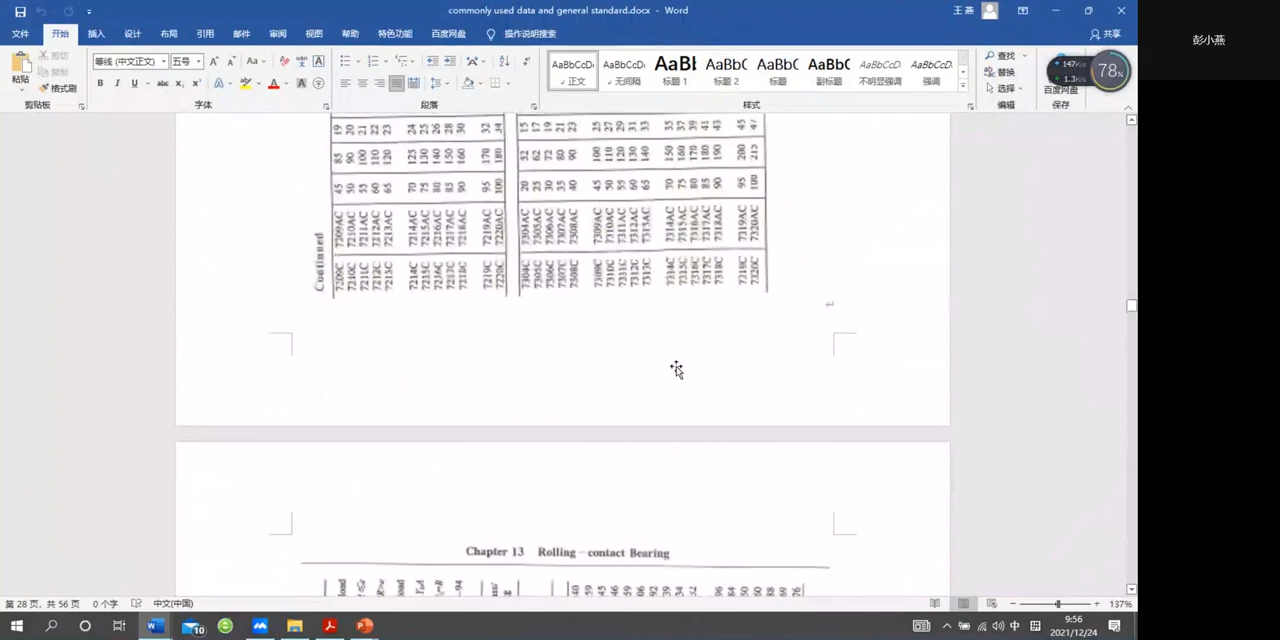 commonly used data and general standard.docx - Word
王 燕
文件 开始 插入 设计 布局 引用 邮件 审阅 视图 帮助 特色功能 百度网盘 操作说明搜索 共享
彭小燕
粘贴 剪切 复制 格式刷
等线 (中文正文) 五号
AaBbCcDı AaBbCcDı AaBl AaBbC AaBbC AaBbC AaBbCcDı AaBbCcD.
正文 无间隔 标题 1 标题 2 标题 副标题 不明显强调 强调
查找 替换 选择
147K/s
1.3K/s
78%
百度网盘
剪贴板 字体 段落 样式 编辑 保存
19 20 21 22 23 24 25 26 28 30 32 34
85 90 100 110 120 125 130 140 150 160 170 180
45 50 55 60 65 70 75 80 85 90 95 100
7209AC 7210AC 7211AC 7212AC 7213AC 7214AC 7215AC 7216AC 7217AC 7218AC 7219AC 7220AC
7209C 7210C 7211C 7212C 7213C 7214C 7215C 7216C 7217C 7218C 7219C 7220C
Continued
15 17 19 21 23 25 27 29 31 33 35 37 39 41 43 45 47
52 62 72 80 90 100 110 120 130 140 150 160 170 180 190 200 215
20 25 30 35 40 45 50 55 60 65 70 75 80 85 90 95 100
7304AC 7305AC 7306AC 7307AC 7308AC 7309AC 7310AC 7311AC 7312AC 7313AC 7314AC 7315AC 7316AC 7317AC 7318AC 7319AC 7320AC
7304C 7305C 7306C 7307C 7308C 7309C 7310C 7311C 7312C 7313C 7314C 7315C 7316C 7317C 7318C 7319C 7320C
Chapter 13 Rolling－contact Bearing
第 28 页，共 56 页 0 个字 中文(中国) 137%
10
中
9:56
2021/12/24